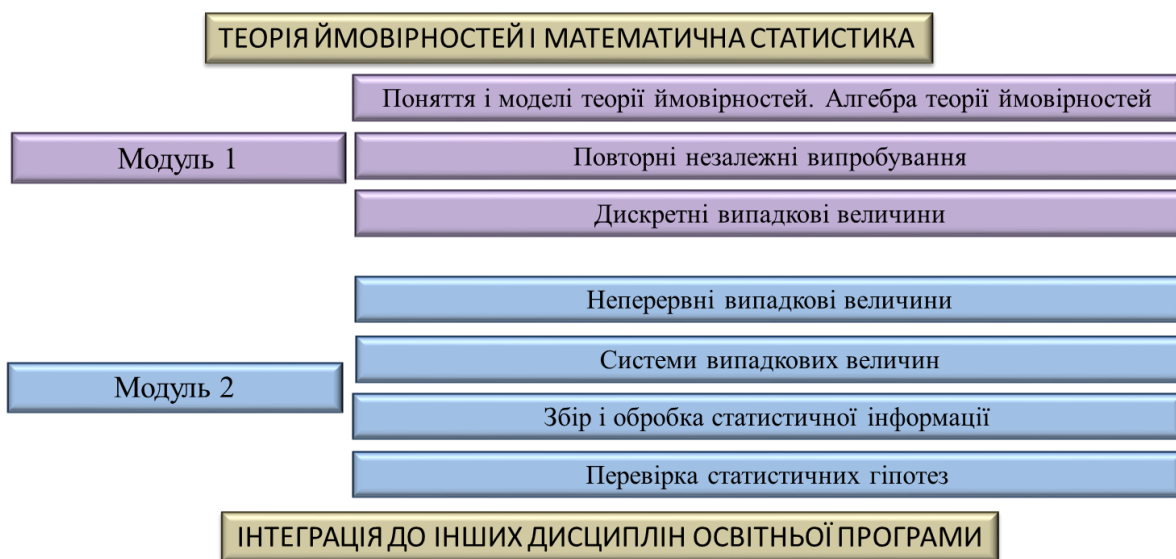 ТЕОРІЯ ЙМОВІРНОСТЕЙ І МАТЕМАТИЧНА СТАТИСТИКА
Поняття і моделі теорії ймовірностей. Алгебра теорії ймовірностей
Модуль 1
Повторні незалежні випробування
Дискретні випадкові величини
Неперервні випадкові величини
Системи випадкових величин
Модуль 2
Збір і обробка статистичної інформації
Перевірка статистичних гіпотез
ІНТЕГРАЦІЯ ДО ІНШИХ ДИСЦИПЛІН ОСВІТНЬОЇ ПРОГРАМИ